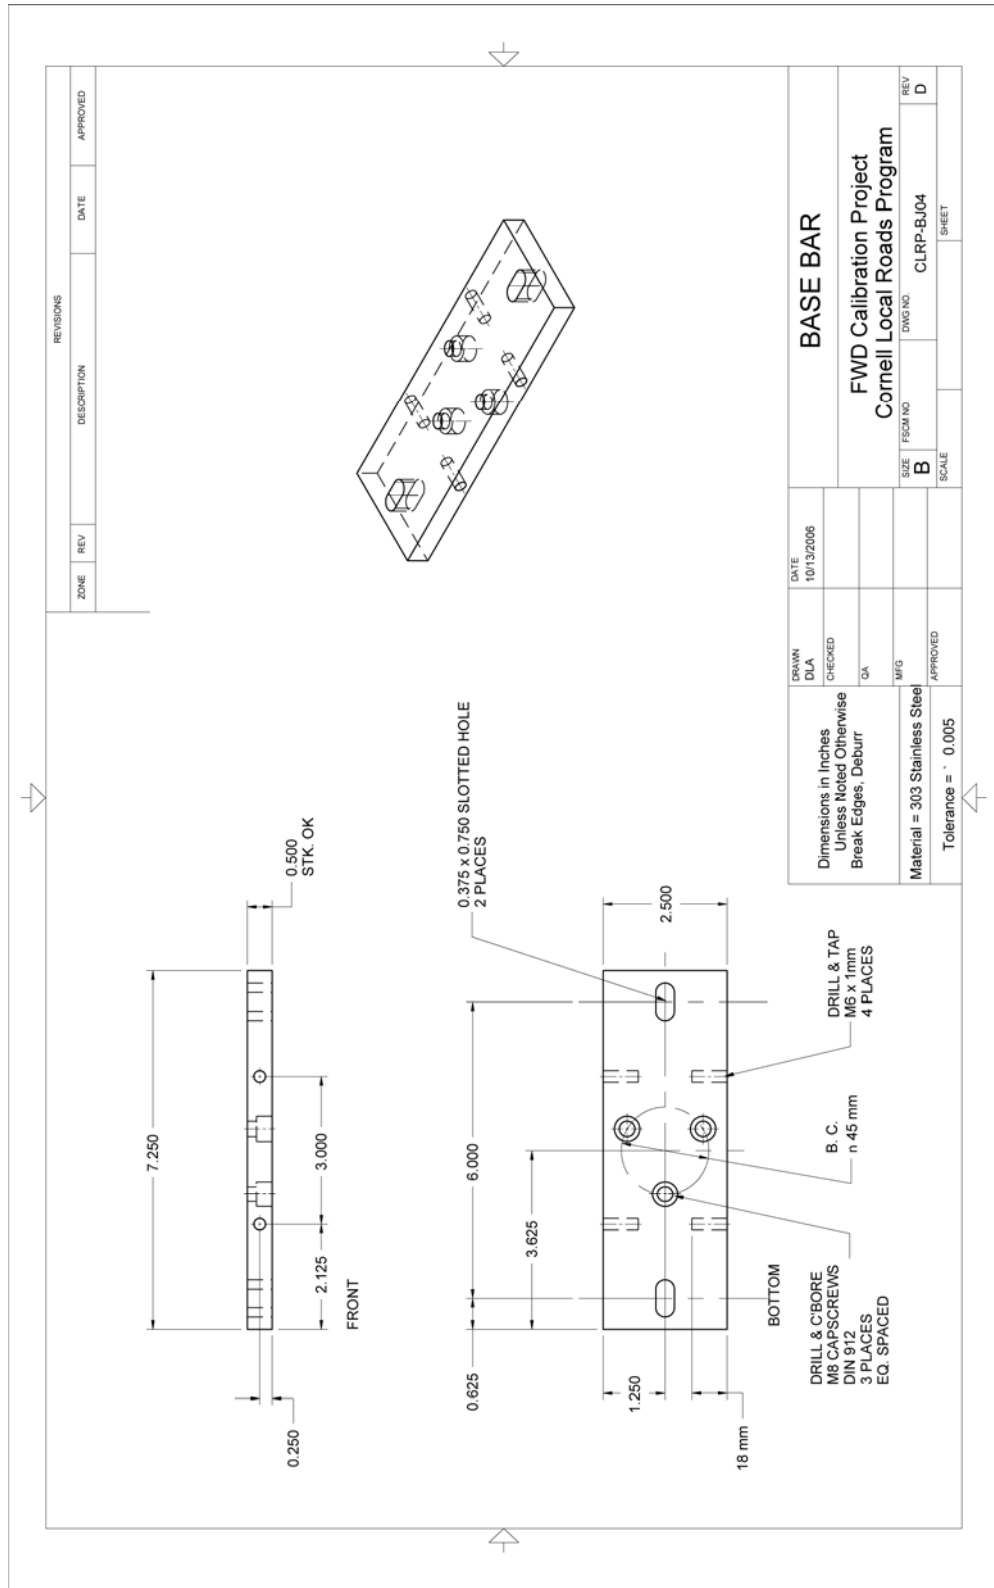 REVISIONS
ZONE REV DESCRIPTION DATE APPROVED
7.250
0.500
STK. OK
0.250
2.125
3.000
FRONT
0.375 x 0.750 SLOTTED HOLE
2 PLACES
6.000
0.625
3.625
2.500
1.250
18 mm
BOTTOM
DRILL & TAP
M6 x 1mm
4 PLACES
B. C.
n 45 mm
DRILL & C'BORE
M8 CAPSCREWS
DIN 912
3 PLACES
EQ. SPACED
Dimensions in Inches
Unless Noted Otherwise
Break Edges, Deburr
Material = 303 Stainless Steel
Tolerance = ` 0.005
DRAWN
DLA
DATE
10/13/2006
CHECKED
QA
MFG
APPROVED
BASE BAR
FWD Calibration Project
Cornell Local Roads Program
SIZE
B
FSCM NO
DWG NO.
CLRP-BJ04
REV
D
SCALE
SHEET